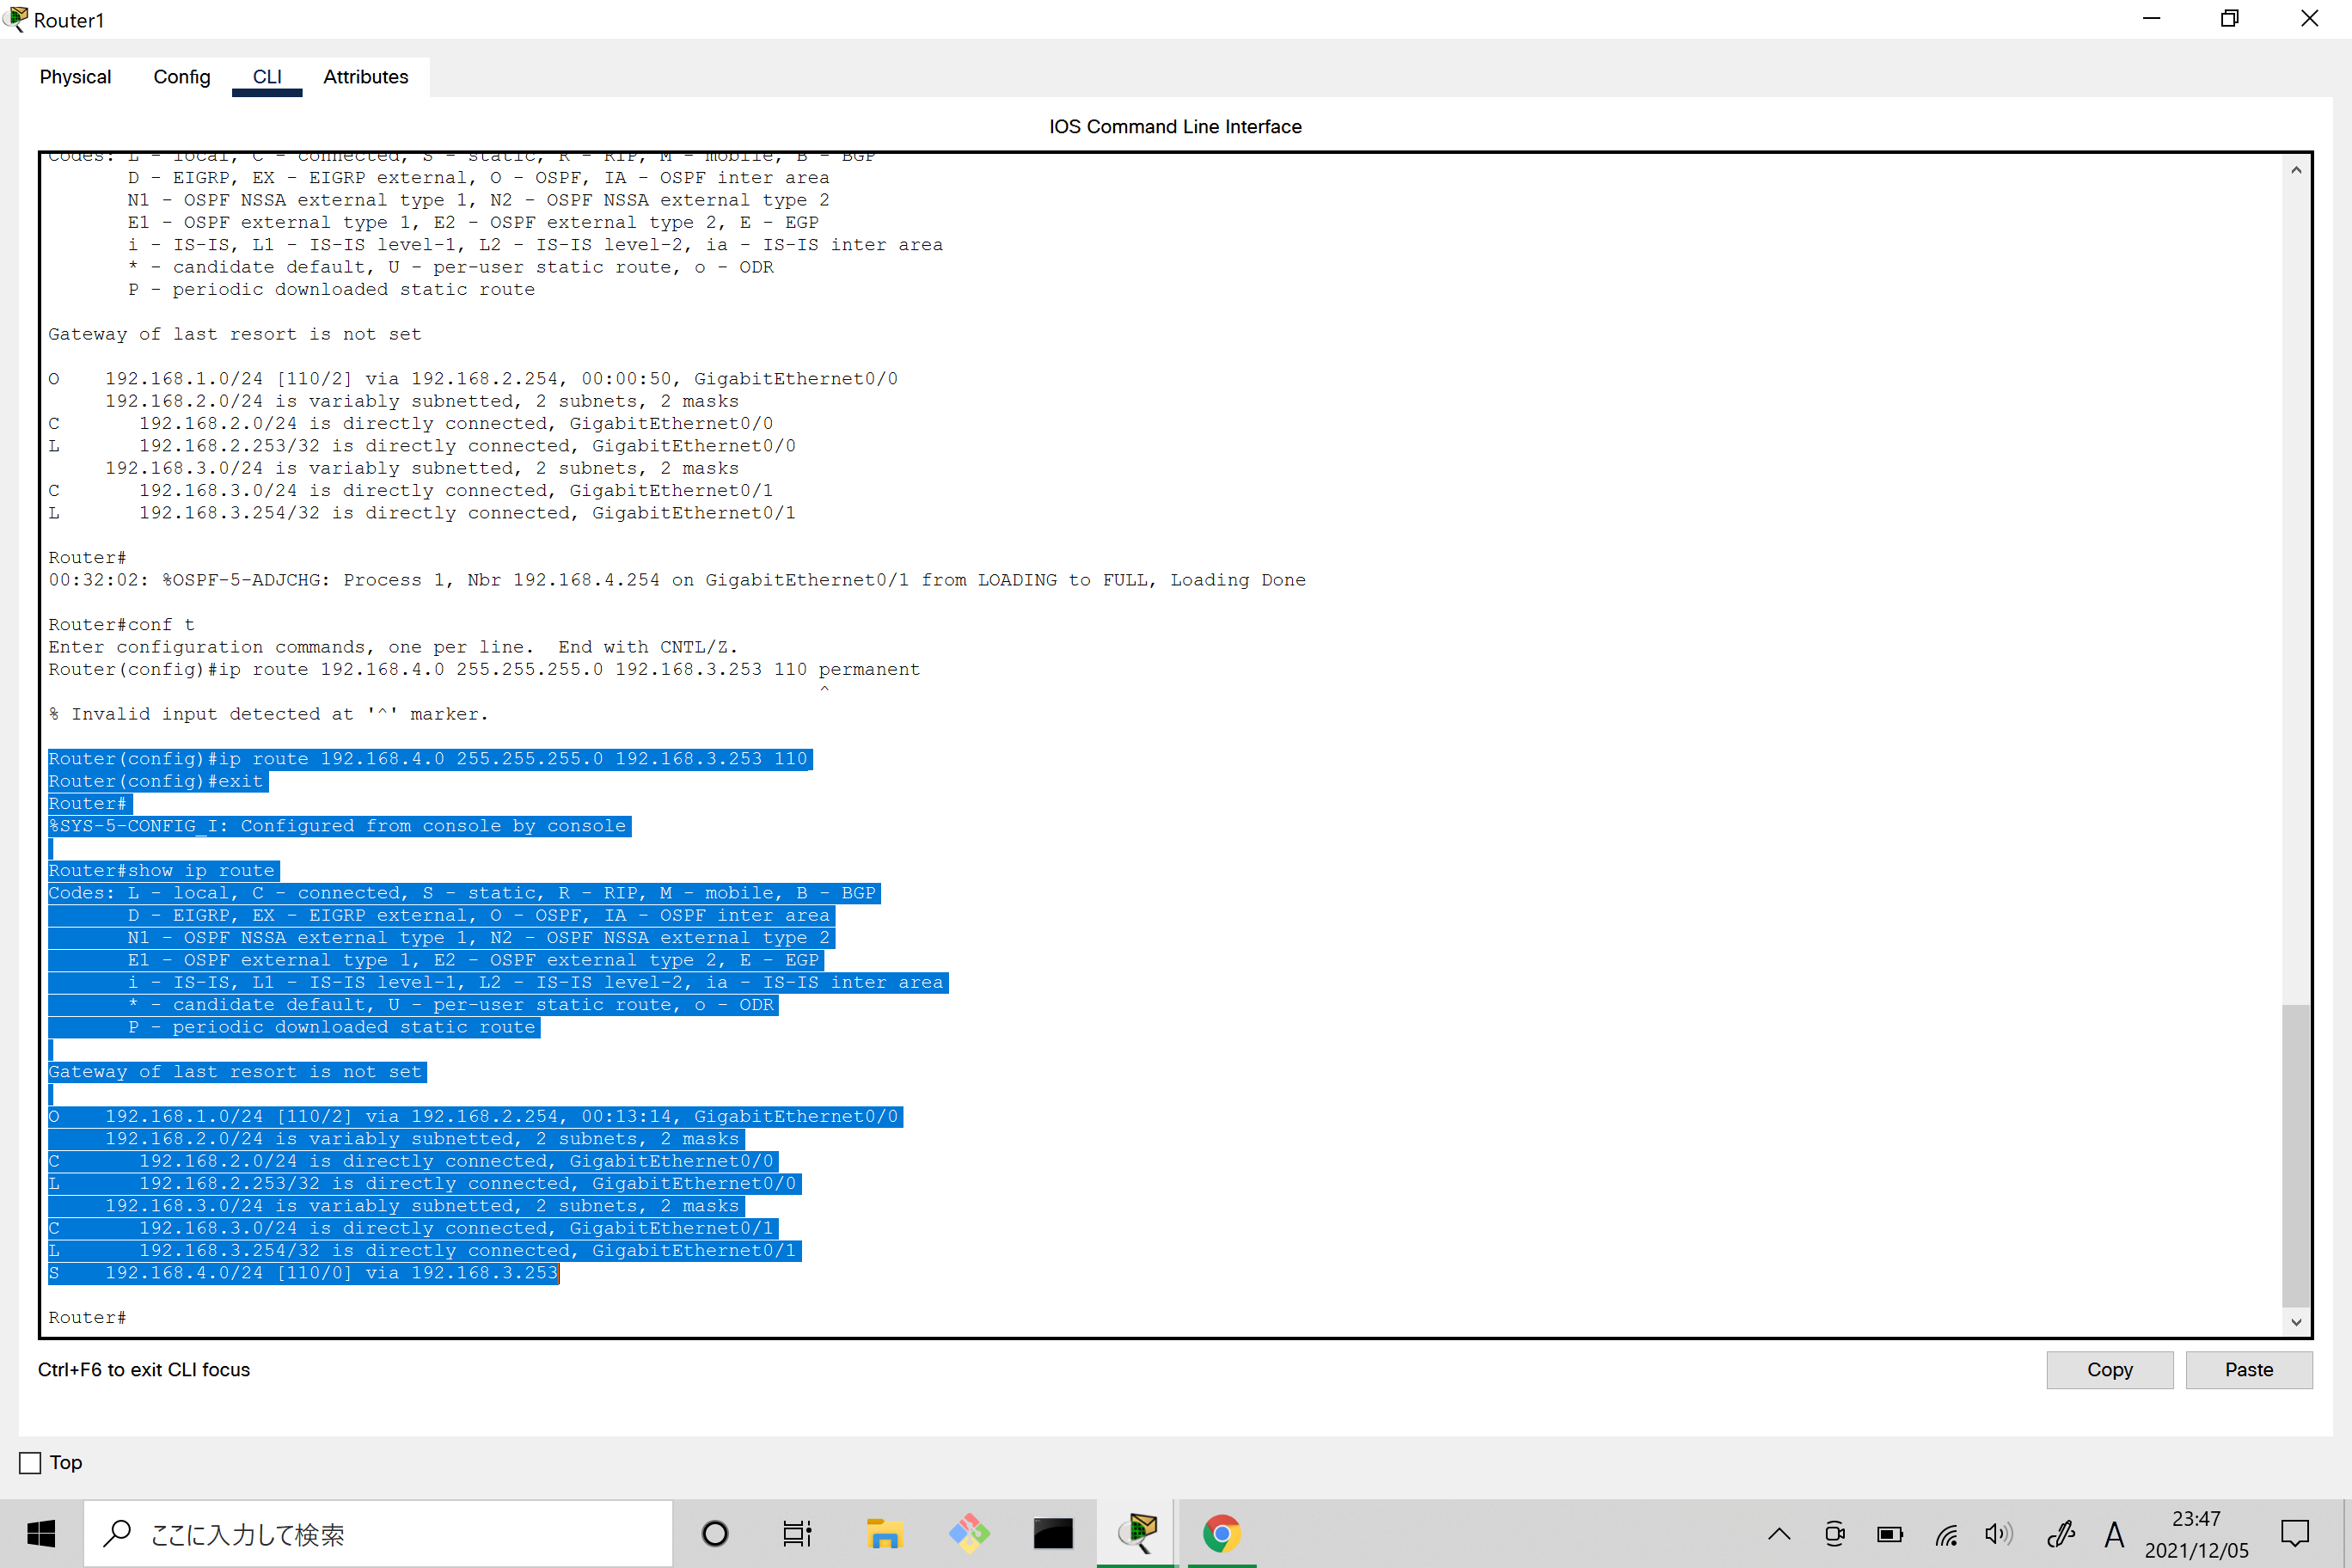 Router1
Physical Config CLI Attributes
IOS Command Line Interface
Codes: L - local, C - connected, S - static, R - RIP, M - mobile, B - BGP
       D - EIGRP, EX - EIGRP external, O - OSPF, IA - OSPF inter area
       N1 - OSPF NSSA external type 1, N2 - OSPF NSSA external type 2
       E1 - OSPF external type 1, E2 - OSPF external type 2, E - EGP
       i - IS-IS, L1 - IS-IS level-1, L2 - IS-IS level-2, ia - IS-IS inter area
       * - candidate default, U - per-user static route, o - ODR
       P - periodic downloaded static route
Gateway of last resort is not set
O    192.168.1.0/24 [110/2] via 192.168.2.254, 00:00:50, GigabitEthernet0/0
     192.168.2.0/24 is variably subnetted, 2 subnets, 2 masks
C       192.168.2.0/24 is directly connected, GigabitEthernet0/0
L       192.168.2.253/32 is directly connected, GigabitEthernet0/0
     192.168.3.0/24 is variably subnetted, 2 subnets, 2 masks
C       192.168.3.0/24 is directly connected, GigabitEthernet0/1
L       192.168.3.254/32 is directly connected, GigabitEthernet0/1
Router#
00:32:02: %OSPF-5-ADJCHG: Process 1, Nbr 192.168.4.254 on GigabitEthernet0/1 from LOADING to FULL, Loading Done
Router#conf t
Enter configuration commands, one per line.  End with CNTL/Z.
Router(config)#ip route 192.168.4.0 255.255.255.0 192.168.3.253 110 permanent
^
% Invalid input detected at '^' marker.
Router(config)#ip route 192.168.4.0 255.255.255.0 192.168.3.253 110
Router(config)#exit
Router#
%SYS-5-CONFIG_I: Configured from console by console
Router#show ip route
Codes: L - local, C - connected, S - static, R - RIP, M - mobile, B - BGP
       D - EIGRP, EX - EIGRP external, O - OSPF, IA - OSPF inter area
       N1 - OSPF NSSA external type 1, N2 - OSPF NSSA external type 2
       E1 - OSPF external type 1, E2 - OSPF external type 2, E - EGP
       i - IS-IS, L1 - IS-IS level-1, L2 - IS-IS level-2, ia - IS-IS inter area
       * - candidate default, U - per-user static route, o - ODR
       P - periodic downloaded static route
Gateway of last resort is not set
O    192.168.1.0/24 [110/2] via 192.168.2.254, 00:13:14, GigabitEthernet0/0
     192.168.2.0/24 is variably subnetted, 2 subnets, 2 masks
C       192.168.2.0/24 is directly connected, GigabitEthernet0/0
L       192.168.2.253/32 is directly connected, GigabitEthernet0/0
     192.168.3.0/24 is variably subnetted, 2 subnets, 2 masks
C       192.168.3.0/24 is directly connected, GigabitEthernet0/1
L       192.168.3.254/32 is directly connected, GigabitEthernet0/1
S    192.168.4.0/24 [110/0] via 192.168.3.253
Router#
Ctrl+F6 to exit CLI focus
Copy Paste
Top
ここに入力して検索
A
23:47
2021/12/05